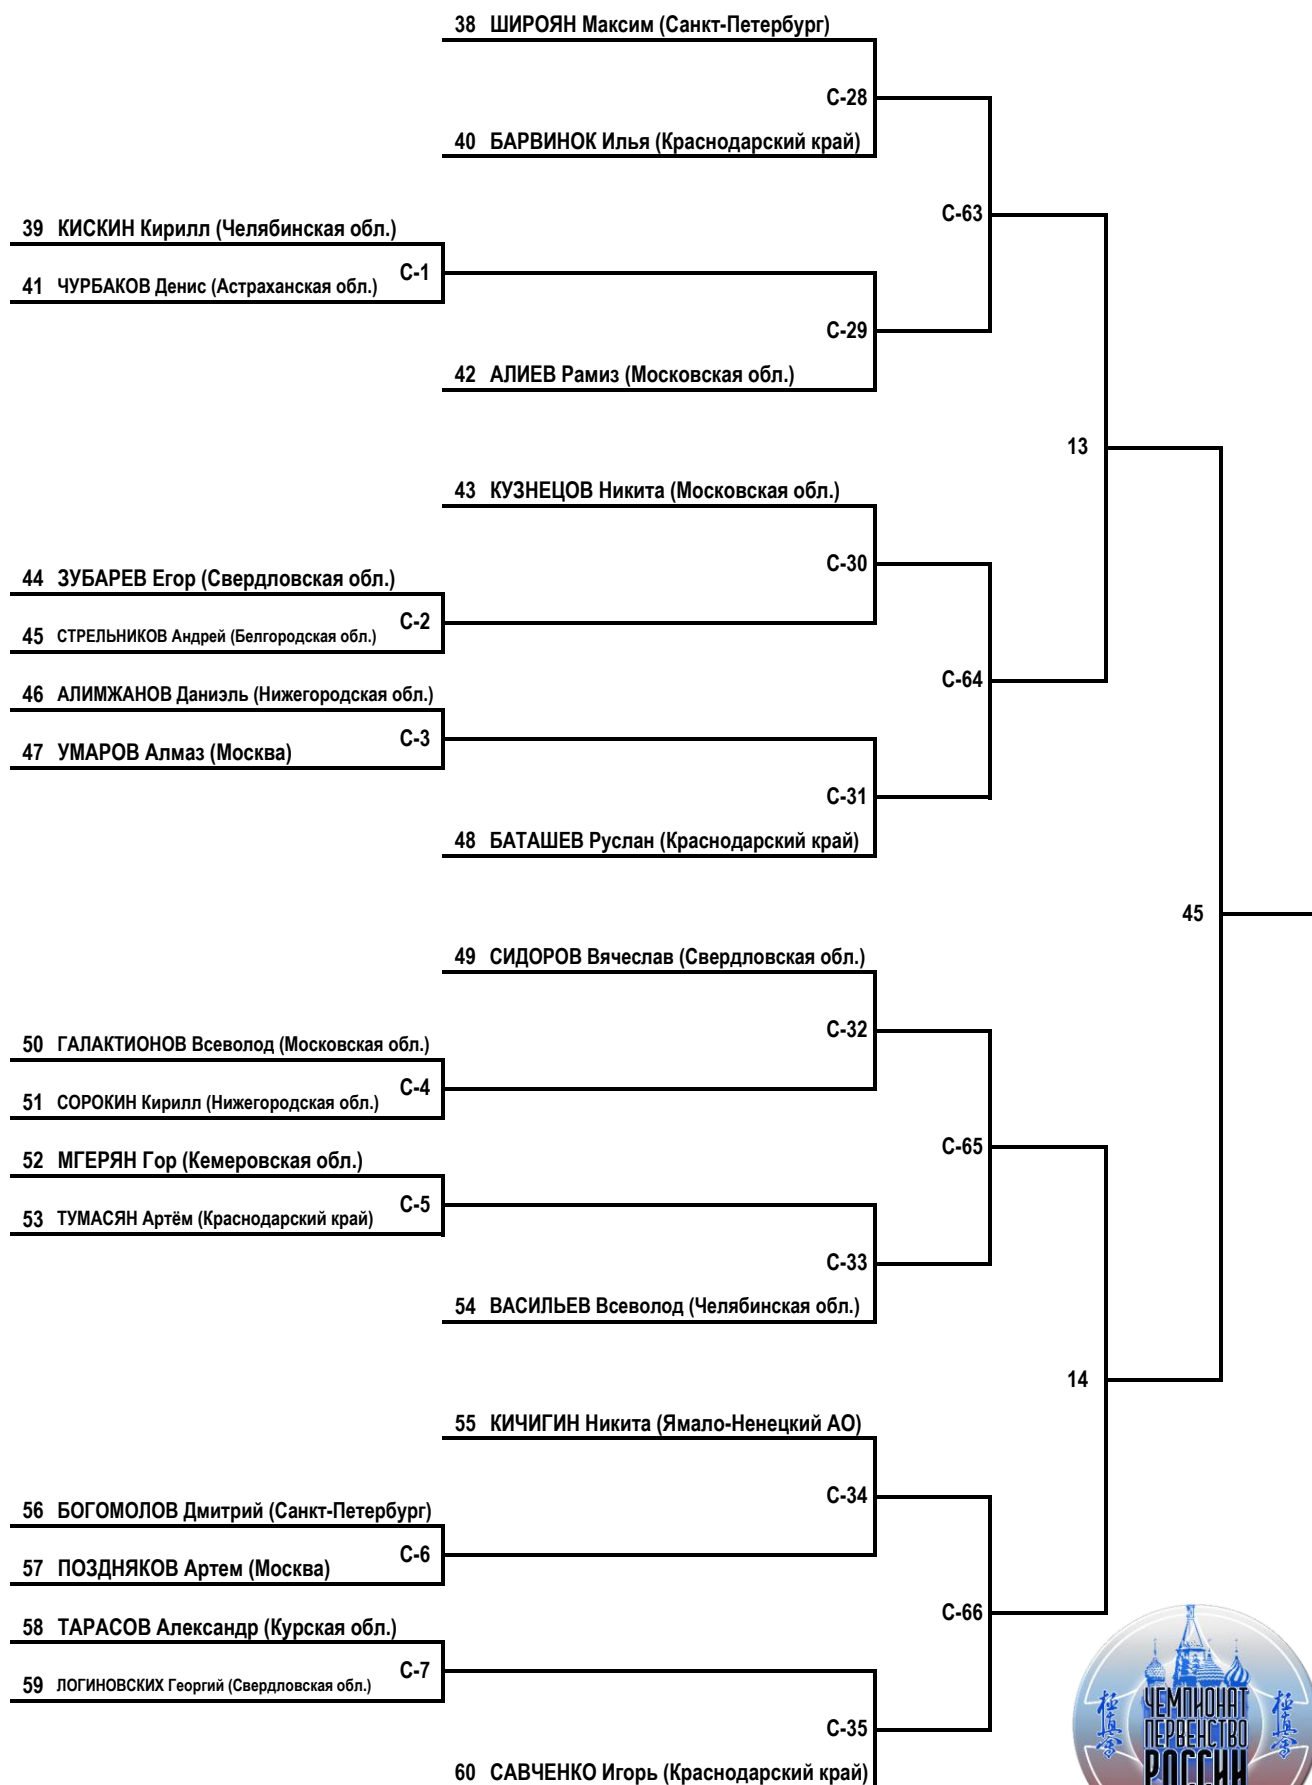 38 ШИРОЯН Максим (Санкт-Петербург)
С-28
40 БАРВИНОК Илья (Краснодарский край)
С-63
39 КИСКИН Кирилл (Челябинская обл.)
С-1
41 ЧУРБАКОВ Денис (Астраханская обл.)
С-29
42 АЛИЕВ Рамиз (Московская обл.)
13
43 КУЗНЕЦОВ Никита (Московская обл.)
С-30
44 ЗУБАРЕВ Егор (Свердловская обл.)
С-2
45 СТРЕЛЬНИКОВ Андрей (Белгородская обл.)
С-64
46 АЛИМЖАНОВ Даниэль (Нижегородская обл.)
С-3
47 УМАРОВ Алмаз (Москва)
С-31
48 БАТАШЕВ Руслан (Краснодарский край)
45
49 СИДОРОВ Вячеслав (Свердловская обл.)
С-32
50 ГАЛАКТИОНОВ Всеволод (Московская обл.)
С-4
51 СОРОКИН Кирилл (Нижегородская обл.)
С-65
52 МГЕРЯН Гор (Кемеровская обл.)
С-5
53 ТУМАСЯН Артём (Краснодарский край)
С-33
54 ВАСИЛЬЕВ Всеволод (Челябинская обл.)
14
55 КИЧИГИН Никита (Ямало-Ненецкий АО)
С-34
56 БОГОМОЛОВ Дмитрий (Санкт-Петербург)
С-6
57 ПОЗДНЯКОВ Артем (Москва)
С-66
58 ТАРАСОВ Александр (Курская обл.)
С-7
59 ЛОГИНОВСКИХ Георгий (Свердловская обл.)
С-35
60 САВЧЕНКО Игорь (Краснодарский край)
極真会
ЧЕМПИОНАТ
ПЕРВЕНСТВО
РОССИИ
極真会